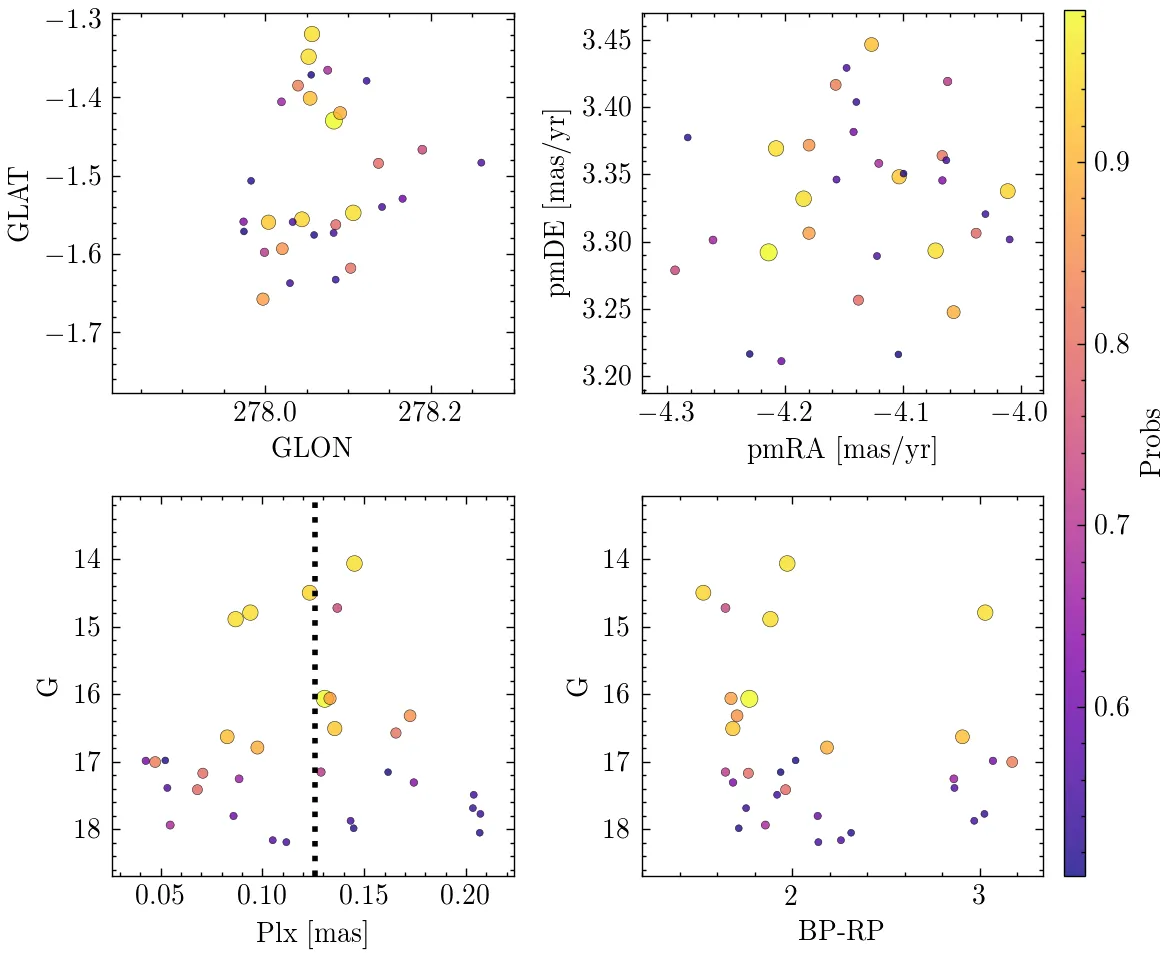 −1.3
−1.4
−1.5
−1.6
−1.7
GLAT
278.0 278.2
GLON
3.45
3.40
3.35
3.30
3.25
3.20
pmDE [mas/yr]
−4.3 −4.2 −4.1 −4.0
pmRA [mas/yr]
14
15
16
17
18
G
0.05 0.10 0.15 0.20
Plx [mas]
14
15
16
17
18
G
2 3
BP-RP
0.9
0.8
0.7
0.6
Probs